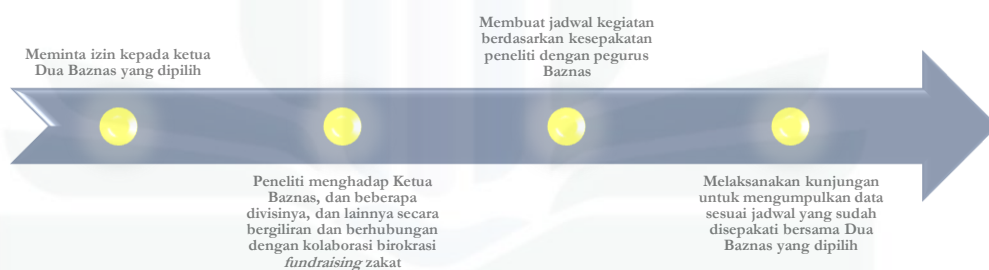 Meminta izin kepada ketua
Dua Baznas yang dipilih
Peneliti menghadap Ketua
Baznas, dan beberapa
divisinya, dan lainnya secara
bergiliran dan berhubungan
dengan kolaborasi birokrasi
fundraising zakat
Membuat jadwal kegiatan
berdasarkan kesepakatan
peneliti dengan pegurus
Baznas
Melaksanakan kunjungan
untuk mengumpulkan data
sesuai jadwal yang sudah
disepakati bersama Dua
Baznas yang dipilih